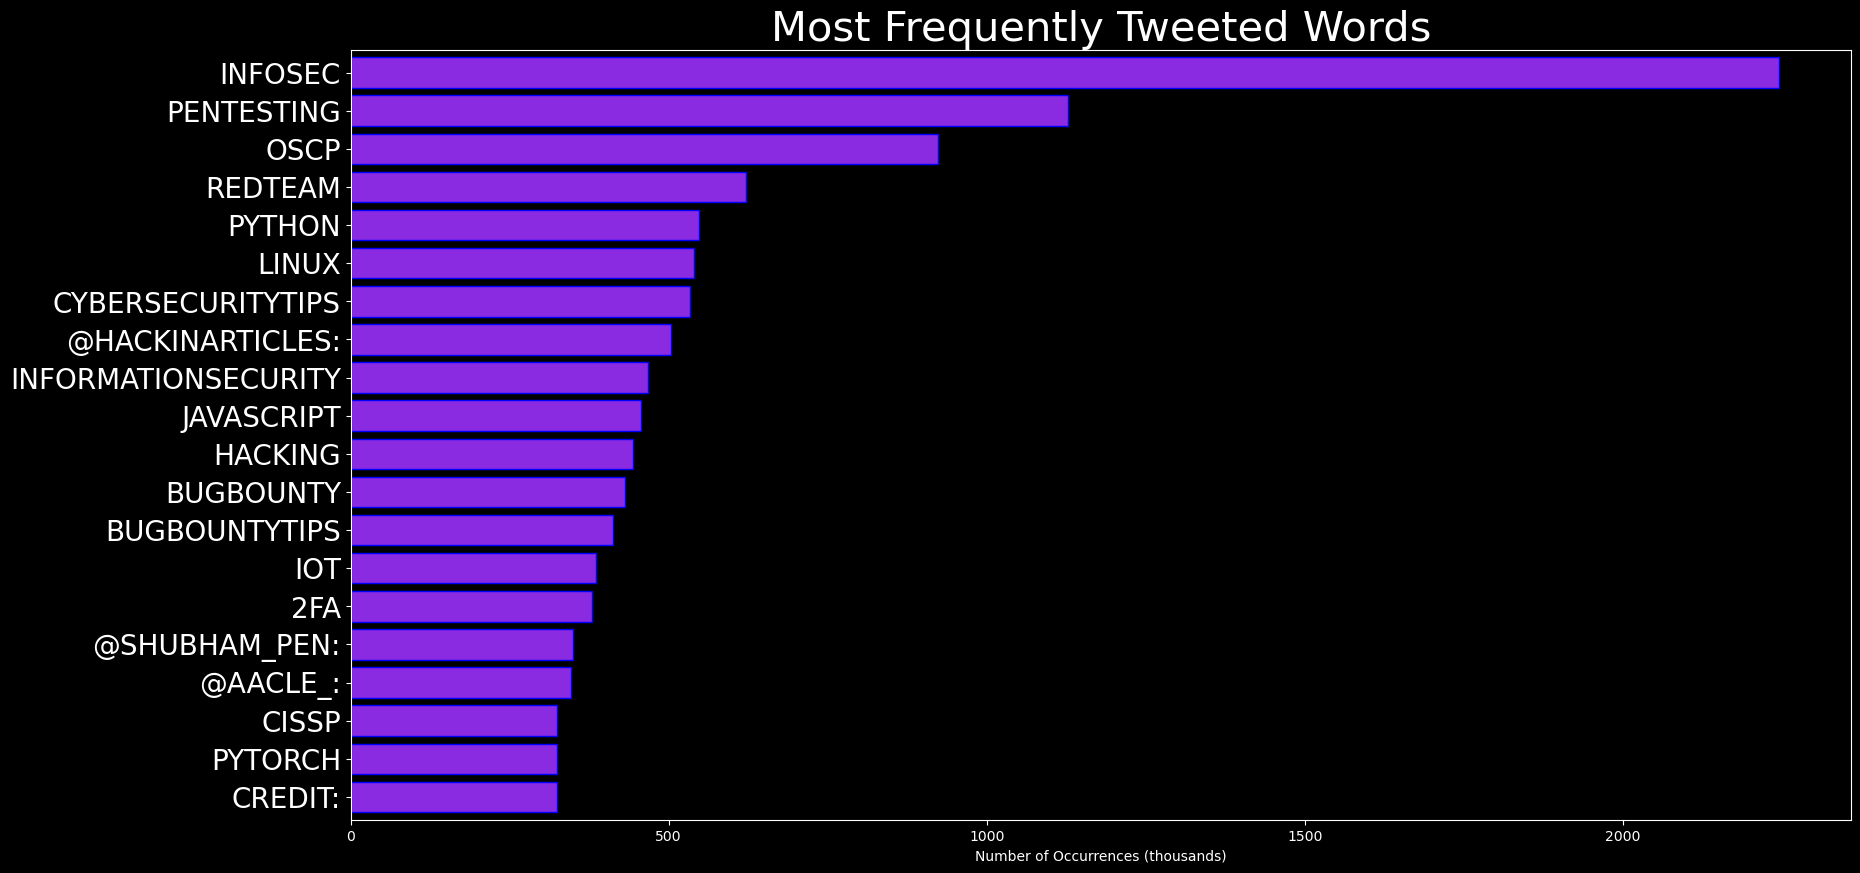 Most Frequently Tweeted Words
INFOSEC
PENTESTING
OSCP
REDTEAM
PYTHON
LINUX
CYBERSECURITYTIPS
@HACKINARTICLES:
INFORMATIONSECURITY
JAVASCRIPT
HACKING
BUGBOUNTY
BUGBOUNTYTIPS
IOT
2FA
@SHUBHAM_PEN:
@AACLE_:
CISSP
PYTORCH
CREDIT:
0 500 1000 1500 2000
Number of Occurrences (thousands)